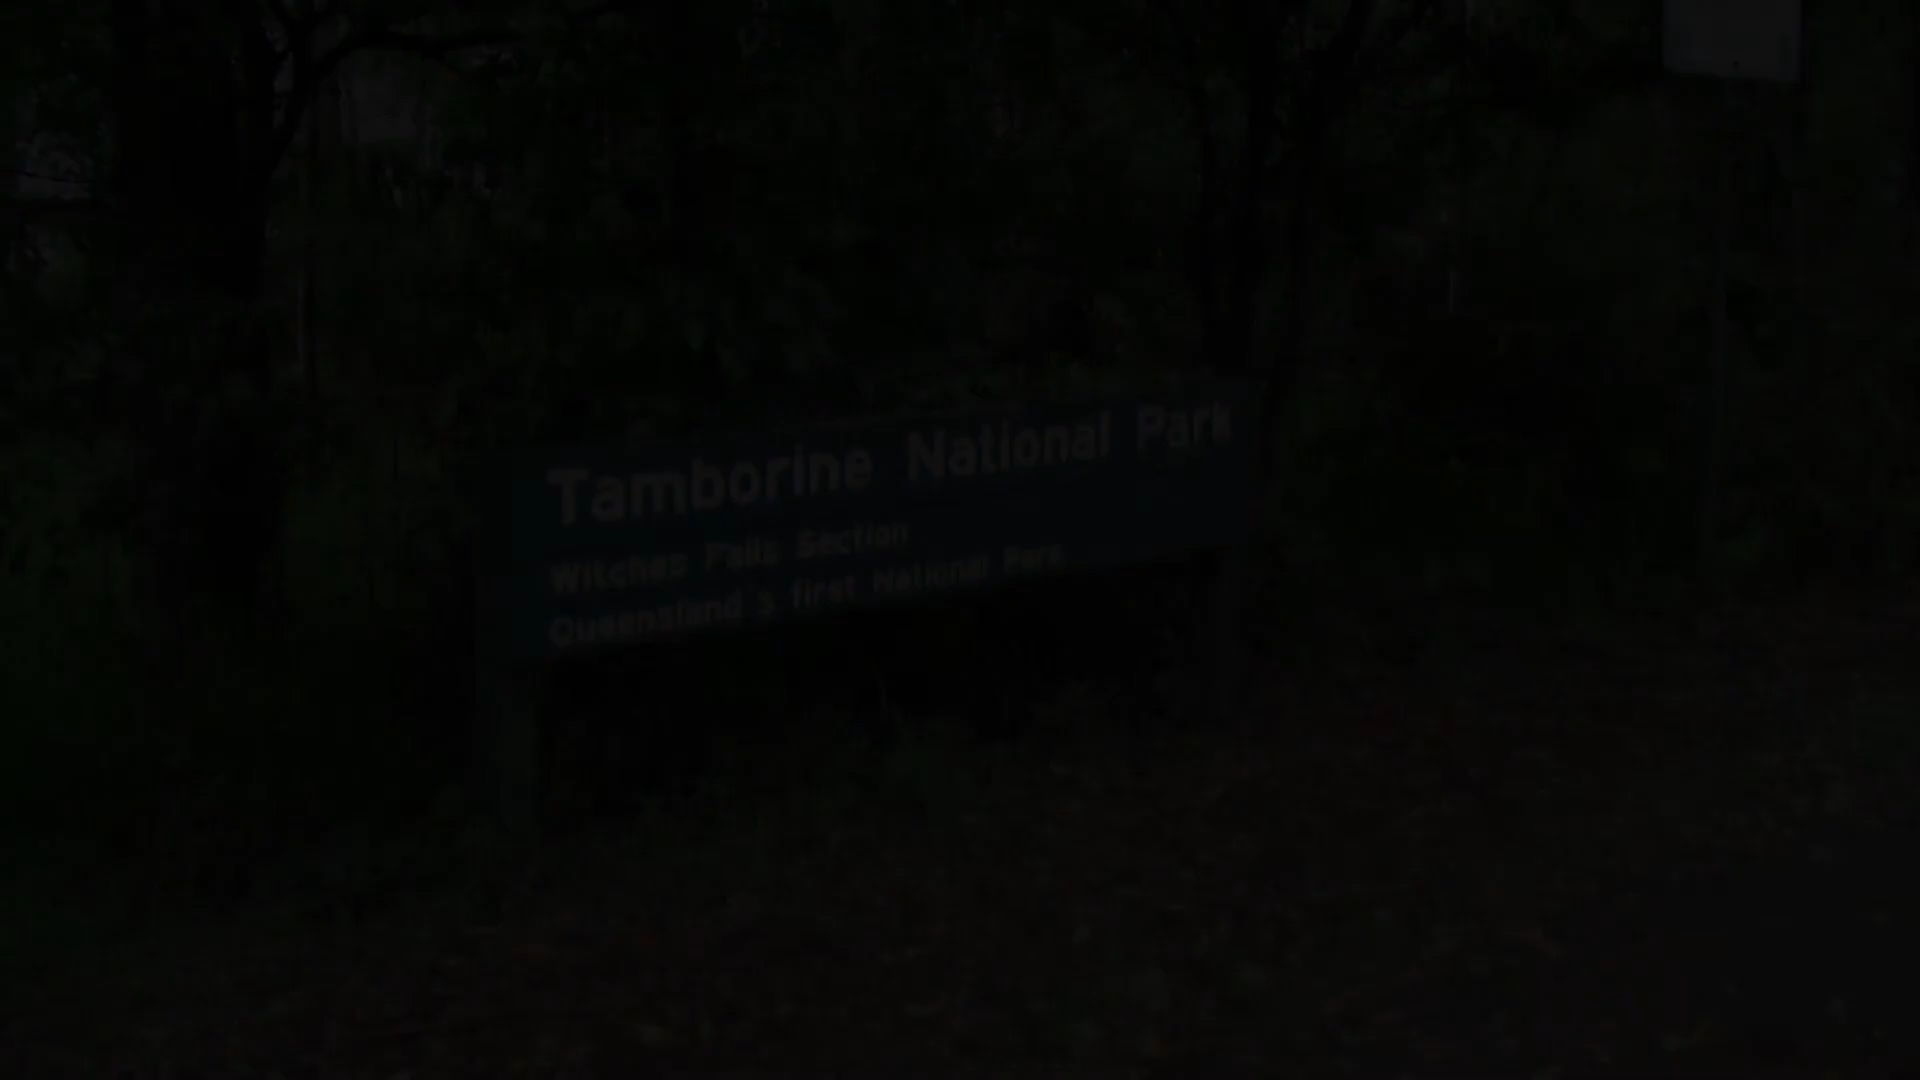 Tamborine National Park
Witches Falls Section
Queensland's first National Park